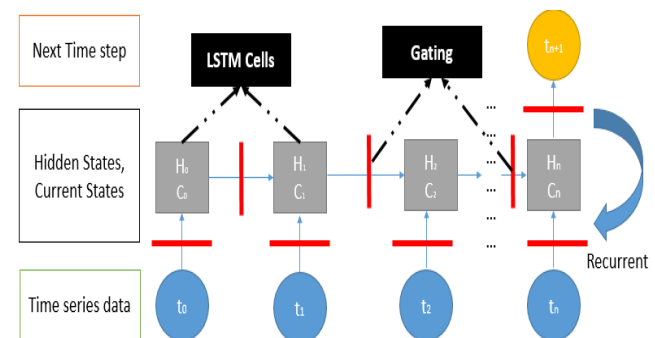 Next Time step
LSTM Cells
Gating
tn+1
Hidden States,
Current States
H0
C0
H1
C1
H2
C2
...
...
...
...
...
...
Hn
Cn
Recurrent
Time series data
t0
t1
t2
tn